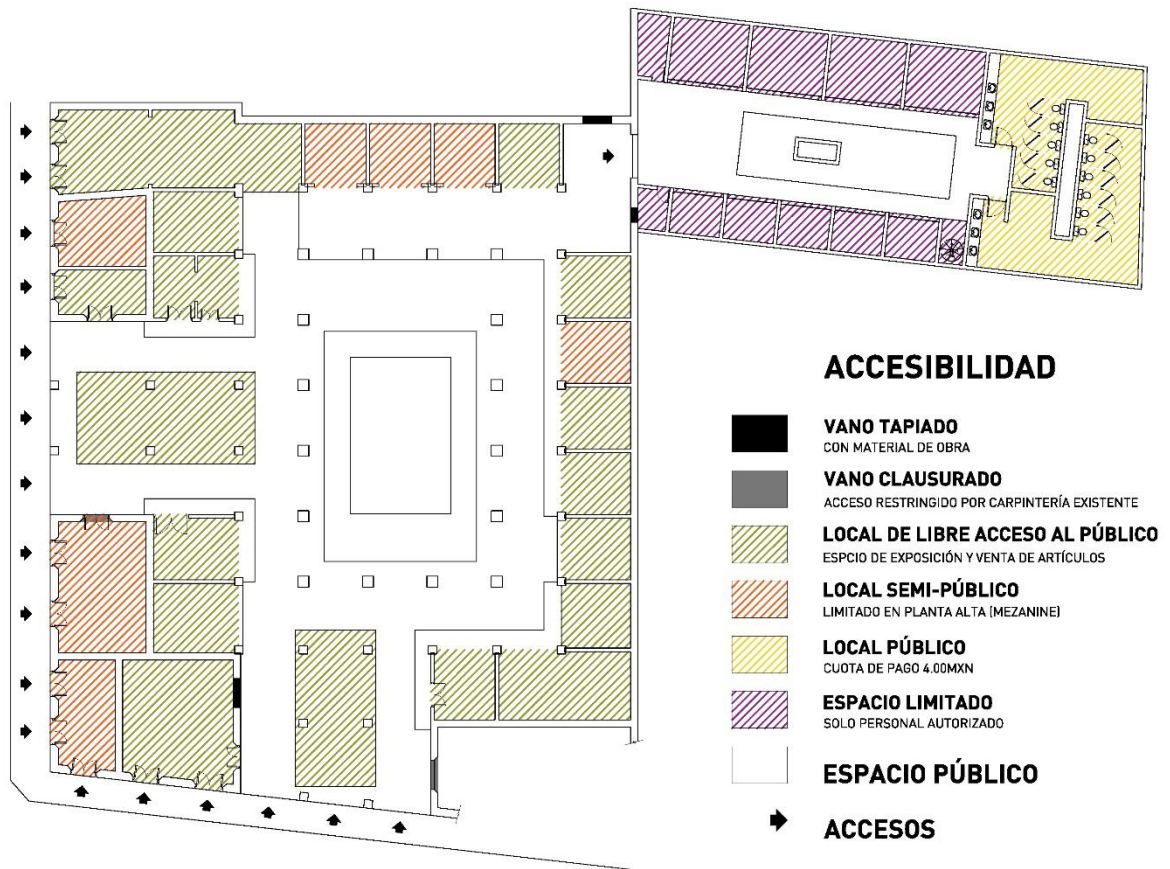 ACCESIBILIDAD
VANO TAPIADO
CON MATERIAL DE OBRA
VANO CLAUSURADO
ACCESO RESTRINGIDO POR CARPINTERÍA EXISTENTE
LOCAL DE LIBRE ACCESO AL PÚBLICO
ESPCIO DE EXPOSICIÓN Y VENTA DE ARTÍCULOS
LOCAL SEMI-PÚBLICO
LIMITADO EN PLANTA ALTA (MEZANINE)
LOCAL PÚBLICO
CUOTA DE PAGO 4.00MXN
ESPACIO LIMITADO
SOLO PERSONAL AUTORIZADO
ESPACIO PÚBLICO
ACCESOS